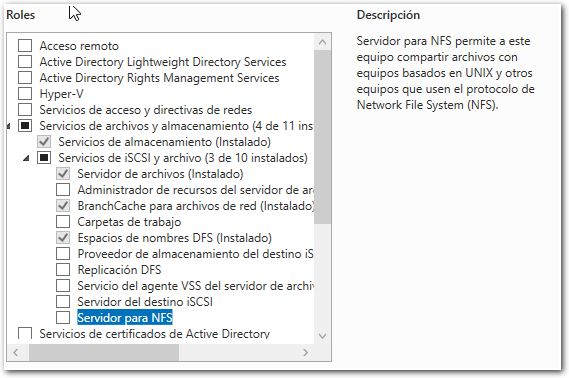 Roles
Acceso remoto
Active Directory Lightweight Directory Services
Active Directory Rights Management Services
Hyper-V
Servicios de acceso y directivas de redes
Servicios de archivos y almacenamiento (4 de 11 ins
Servicios de almacenamiento (Instalado)
Servicios de iSCSI y archivo (3 de 10 instalados)
Servidor de archivos (Instalado)
Administrador de recursos del servidor de ar
BranchCache para archivos de red (Instalado)
Carpetas de trabajo
Espacios de nombres DFS (Instalado)
Proveedor de almacenamiento del destino iS
Replicación DFS
Servicio del agente VSS del servidor de archiv
Servidor del destino iSCSI
Servidor para NFS
Servicios de certificados de Active Directory
Descripción
Servidor para NFS permite a este
equipo compartir archivos con
equipos basados en UNIX y otros
equipos que usen el protocolo de
Network File System (NFS).